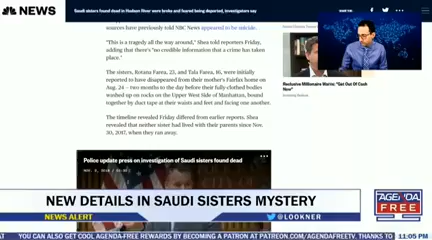 NEWS
Saudi sisters found dead in Hudson River were broke and feared being deported, investigators say
sources have previously told NBC News appeared to be suicide.
"This is a tragedy all the way around," Shea told reporters Friday,
adding that there's "no credible information that a crime has taken
place."
The sisters, Rotana Farea, 23, and Tala Farea, 16, were initially
reported to have disappeared from their mother's Fairfax home on
Aug. 24 – two months to the day before their fully-clothed bodies
washed up on rocks on the Upper West Side of Manhattan,
bound together by duct tape at their waists and feet and facing one another.
The timeline revealed Friday differed from earlier reports. Shea
revealed that neither sister had lived with their parents since Nov.
30, 2017, when they ran away.
Reclusive Millionaire Warns: "Get Out Of Cash
Now"
Police update press on investigation of Saudi sisters found dead
NEW DETAILS IN SAUDI SISTERS MYSTERY
NEWS ALERT
@LOOKNER
AGENDA
FREE
AT
YOU CAN ALSO GET COOL AGENDA-FREE REWARDS BY BECOMING A PATRON AT PATREON.COM/AGENDAFREETV. THANKS TO
11:05 PM